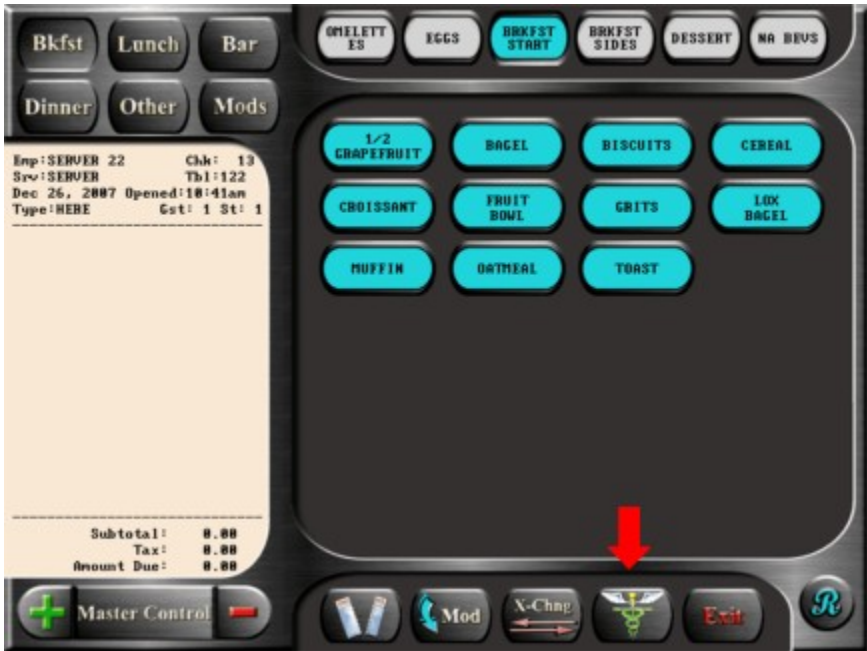 Bkfst Lunch Bar
Dinner Other Mods
OMELETT
ES
EGGS
BRKFST
START
BRKFST
SIDES
DESSERT
NA BEVS
Emp:SERVER 22 Chk: 13
Srv:SERVER Tbl:122
Dec 26, 2007 Opened:10:41am
Type:HERE Gst: 1 St: 1
Subtotal: 0.00
Tax: 0.00
Amount Due: 0.00
1/2
GRAPEFRUIT
BAGEL
BISCUITS
CEREAL
CROISSANT
FRUIT
BOWL
GRITS
LOX
BAGEL
MUFFIN
OATMEAL
TOAST
Master Control
Mod
X-Chng
Exit
R